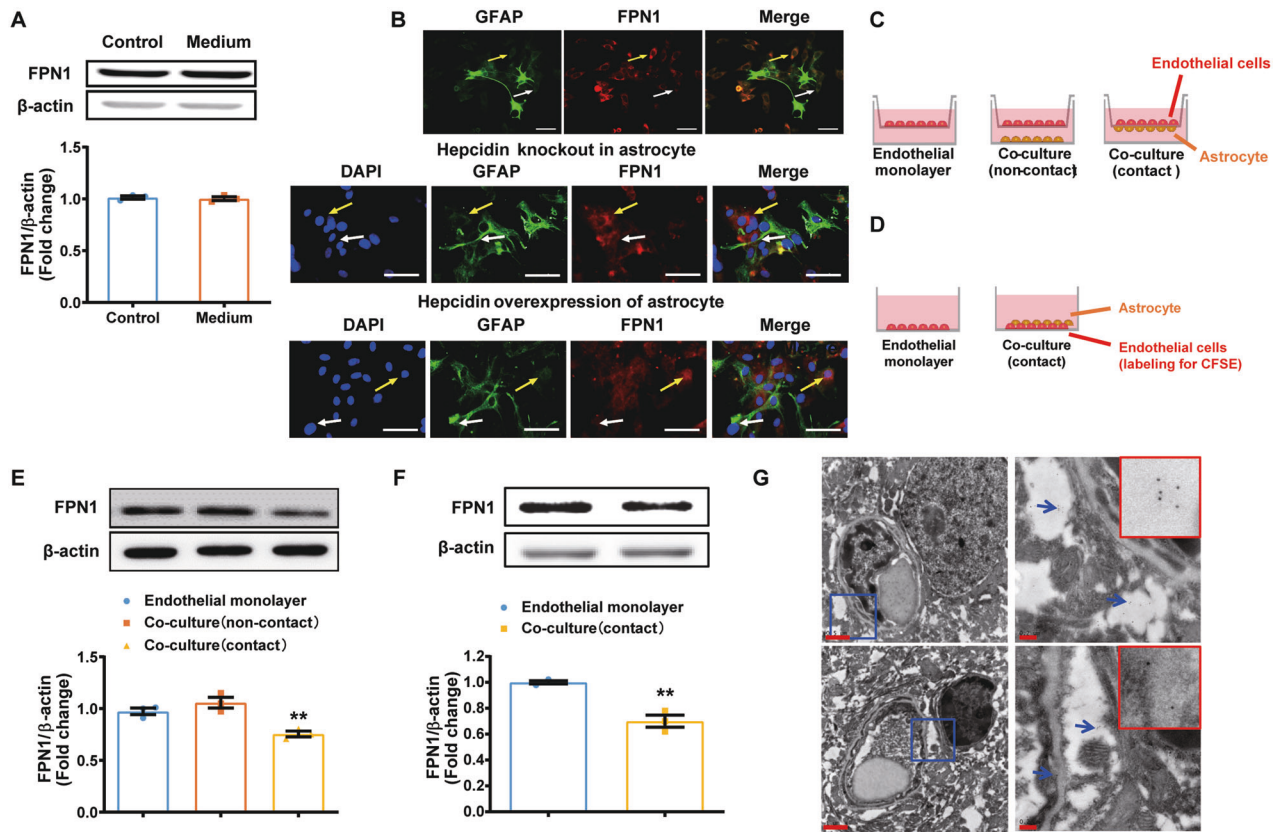 A
Control Medium
FPN1
β-actin
FPN1/β-actin
(Fold change)
1.5
1.0
0.5
0.0
Control Medium
B
GFAP FPN1 Merge
Hepcidin knockout in astrocyte
DAPI GFAP FPN1 Merge
Hepcidin overexpression of astrocyte
DAPI GFAP FPN1 Merge
C
Endothelial cells
Astrocyte
Endothelial
monolayer
Co-culture
(non-contact)
Co-culture
(contact )
D
Astrocyte
Endothelial cells
(labeling for CFSE)
Endothelial
monolayer
Co-culture
(contact)
E
FPN1
β-actin
Endothelial monolayer
Co-culture(non-contact)
Co-culture(contact)
FPN1/β-actin
(Fold change)
1.5
1.0
0.5
0.0
**
F
FPN1
β-actin
Endothelial monolayer
Co-culture(contact)
FPN1/β-actin
(Fold change)
1.2
1.0
0.8
0.6
0.4
0.2
0
**
G